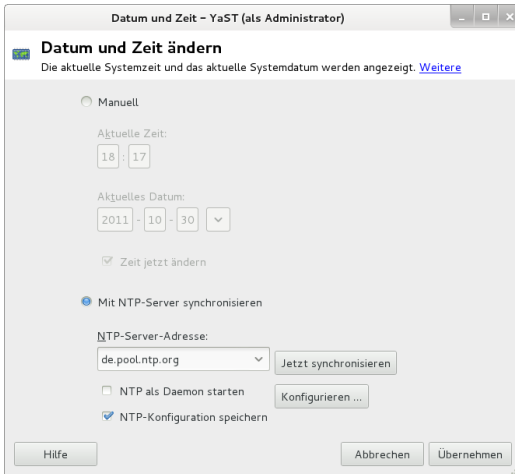 Datum und Zeit – YaST (als Administrator)
Datum und Zeit ändern
Die aktuelle Systemzeit und das aktuelle Systemdatum werden angezeigt. Weitere
Manuell
Aktuelle Zeit:
18 : 17
Aktuelles Datum:
2011 - 10 - 30
Zeit jetzt ändern
Mit NTP-Server synchronisieren
NTP-Server-Adresse:
de.pool.ntp.org Jetzt synchronisieren
NTP als Daemon starten Konfigurieren ...
NTP-Konfiguration speichern
Hilfe Abbrechen Übernehmen